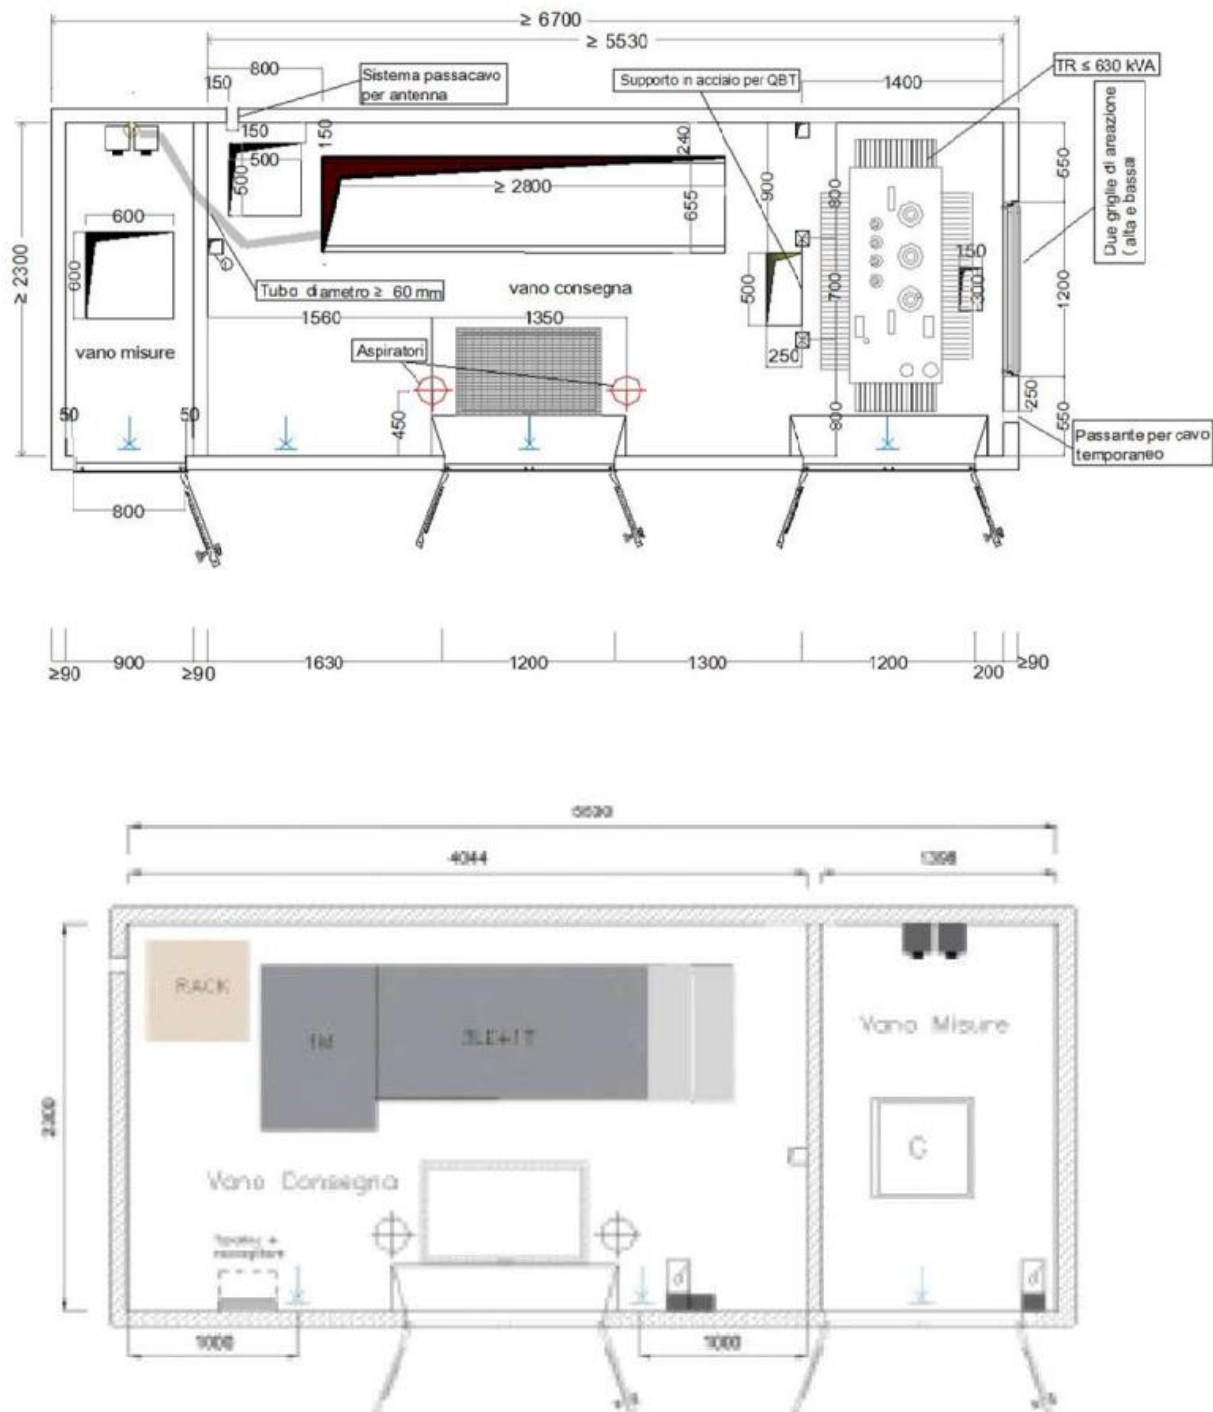 ≥ 6700
≥ 5530
150
800
Sistema passacavo
per antenna
Supporto in acciaio per QBT
1400
TR ≤ 630 kVA
150
150
500
500
240
≥ 2800
655
900
800
550
Due griglie di areazione
( alta e bassa)
600
600
≥ 2300
150
300
500
700
1200
Tubo diametro ≥ 60 mm
vano consegna
1560
1350
vano misure
Aspiratori
250
250
50
50
450
800
550
Passante per cavo
temporaneo
800
≥90
900
≥90
1630
1200
1300
1200
200
≥90
4044
RACK
Vano Misure
2300
C
Vano Consegna
d
d
1000
1000